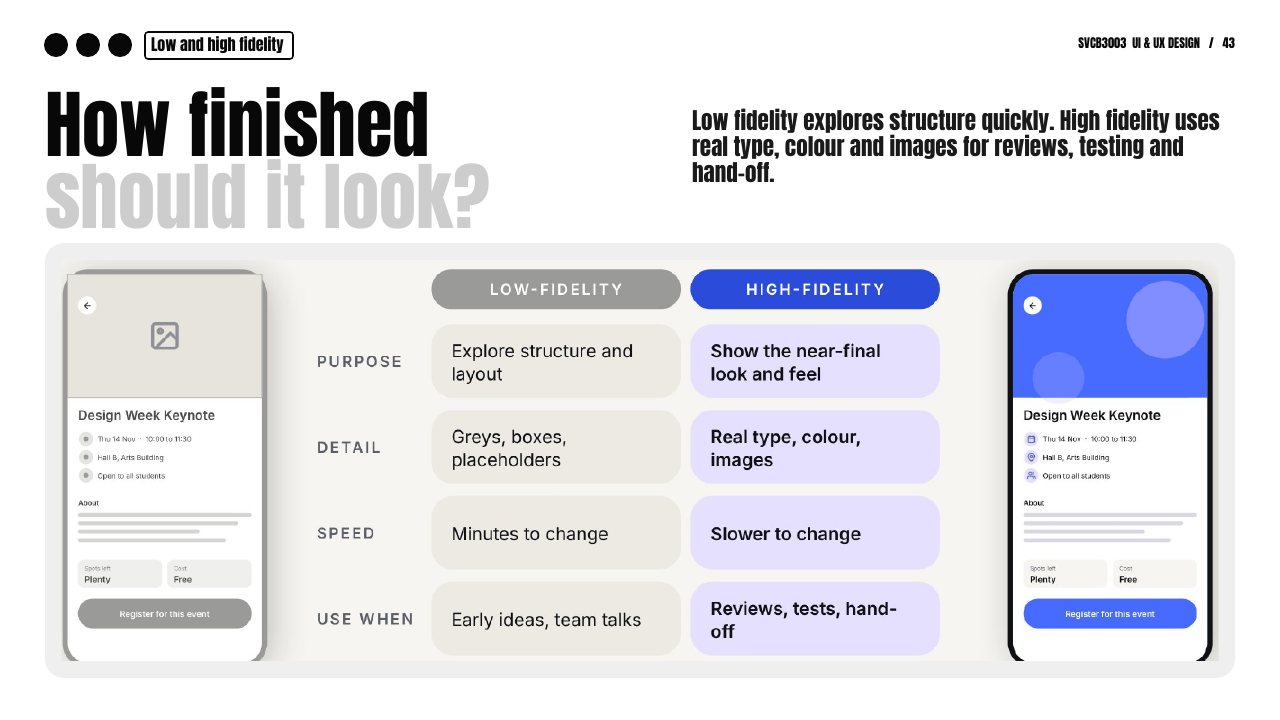 Low and high fidelity
SVCB3003 UI & UX DESIGN / 43
How finished
should it look?
Low fidelity explores structure quickly. High fidelity uses
real type, colour and images for reviews, testing and
hand-off.
Design Week Keynote
Thu 14 Nov · 10:00 to 11:30
Hall B, Arts Building
Open to all students
About
Spots left
Plenty
Cost
Free
Register for this event
LOW-FIDELITY
HIGH-FIDELITY
PURPOSE
Explore structure and
layout
Show the near-final
look and feel
DETAIL
Greys, boxes,
placeholders
Real type, colour,
images
SPEED
Minutes to change
Slower to change
USE WHEN
Early ideas, team talks
Reviews, tests, hand-
off
Design Week Keynote
Thu 14 Nov · 10:00 to 11:30
Hall B, Arts Building
Open to all students
About
Spots left
Plenty
Cost
Free
Register for this event